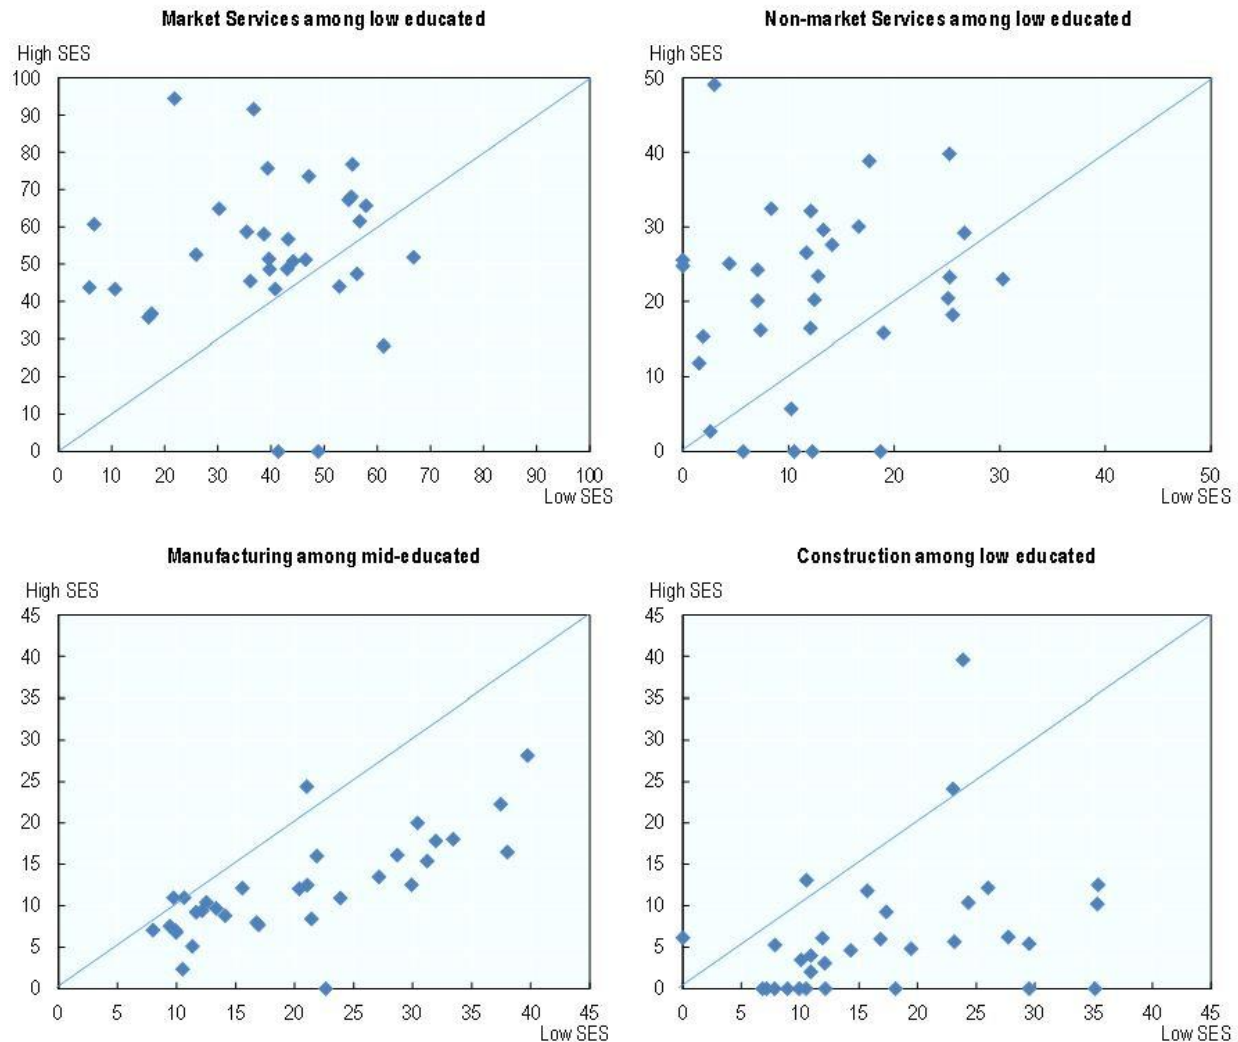 Market Services among low educated
High SES
100
90
80
70
60
50
40
30
20
10
0
0 10 20 30 40 50 60 70 80 90 100
Low SES
Non-market Services among low educated
High SES
50
40
30
20
10
0
0 10 20 30 40 50
Low SES
Manufacturing among mid-educated
High SES
45
40
35
30
25
20
15
10
5
0
0 5 10 15 20 25 30 35 40 45
Low SES
Construction among low educated
High SES
45
40
35
30
25
20
15
10
5
0
0 5 10 15 20 25 30 35 40 45
Low SES